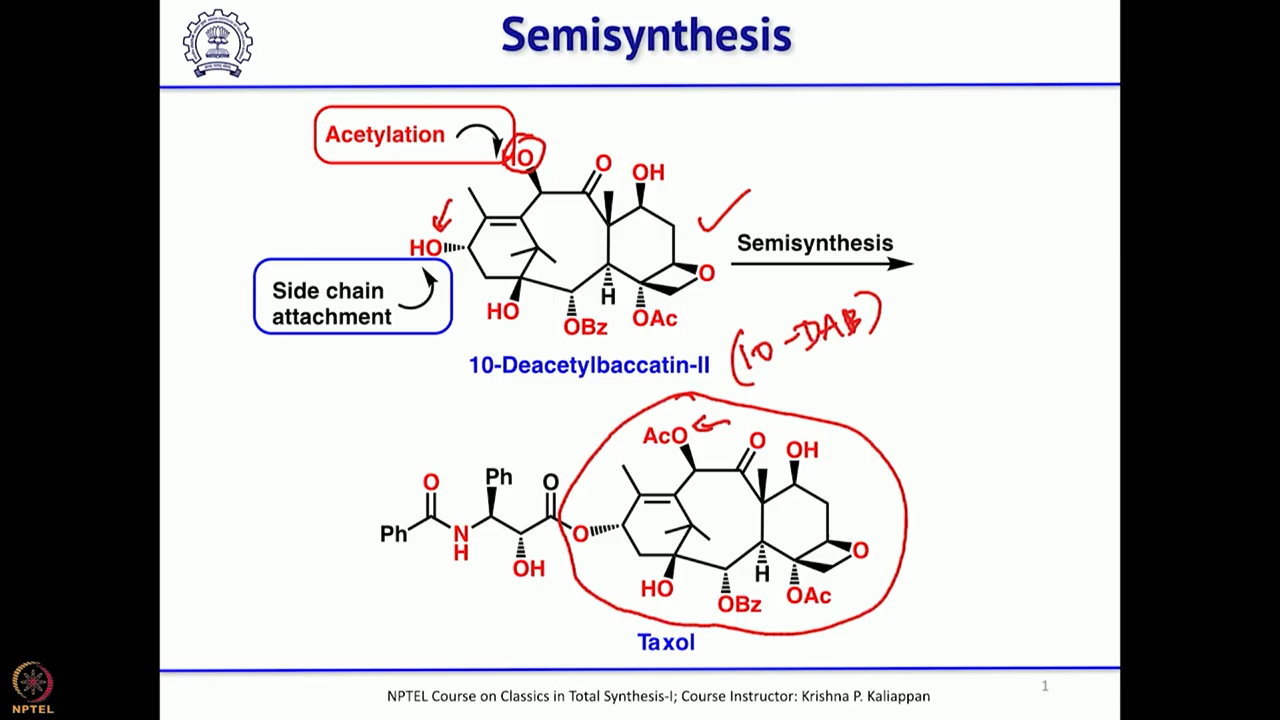 Semisynthesis
Acetylation
HO
O
OH
HO
Side chain
attachment
HO
OBz
H
OAc
O
Semisynthesis
10-Deacetylbaccatin-II
(10-DAB)
AcO
O
OH
O
Ph
O
Ph
N
H
OH
O
HO
OBz
H
OAc
O
Taxol
NPTEL
NPTEL Course on Classics in Total Synthesis-I; Course Instructor: Krishna P. Kaliappan
1